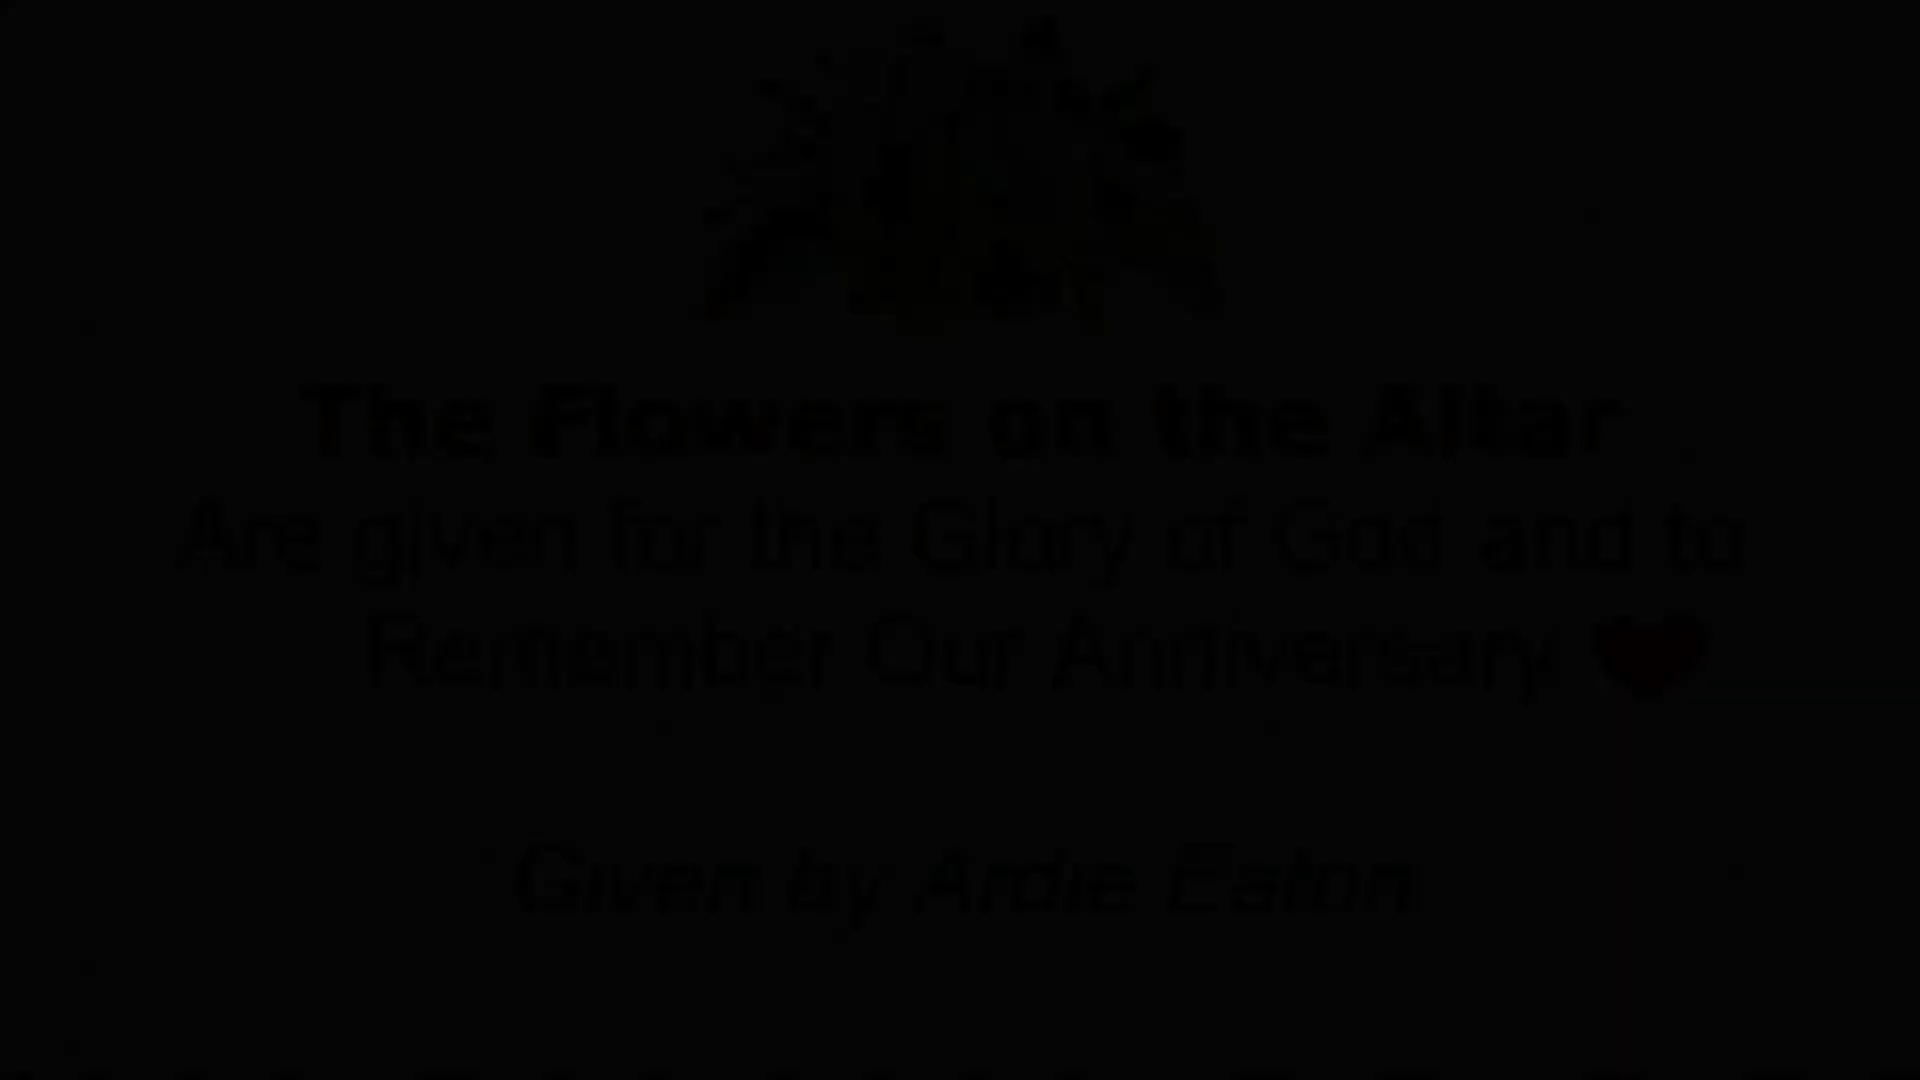 The Flowers on the Altar
Are given for the Glory of God and to
Remember Our Anniversary ❤
Given by Ardie Eaton